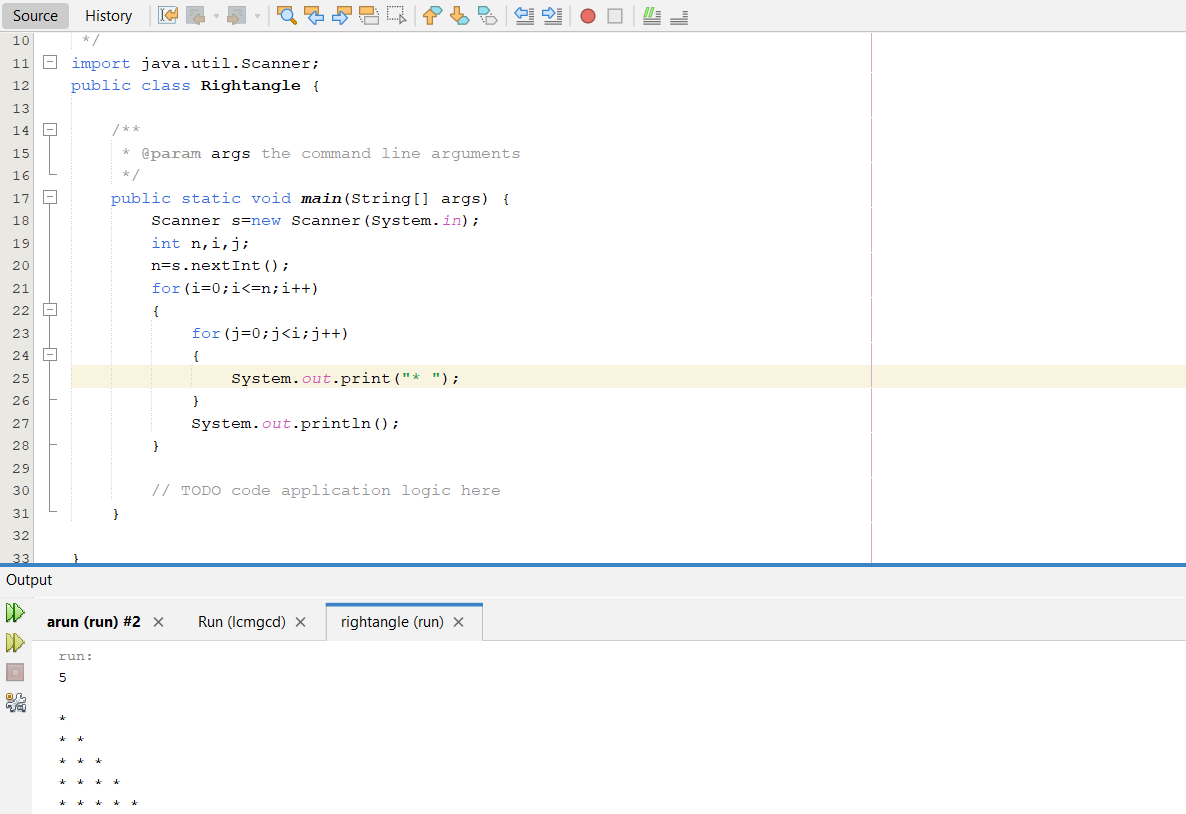 Source History
10 */
11 import java.util.Scanner;
12 public class Rightangle {
13
14 /**
15 * @param args the command line arguments
16 */
17 public static void main(String[] args) {
18 Scanner s=new Scanner(System.in);
19 int n,i,j;
20 n=s.nextInt();
21 for(i=0;i<=n;i++)
22 {
23 for(j=0;j<i;j++)
24 {
25 System.out.print("* ");
26 }
27 System.out.println();
28 }
29
30 // TODO code application logic here
31 }
32
33 }
Output
arun (run) #2 Run (lcmgcd) rightangle (run)
run:
5
*
* *
* * *
* * * *
* * * * *